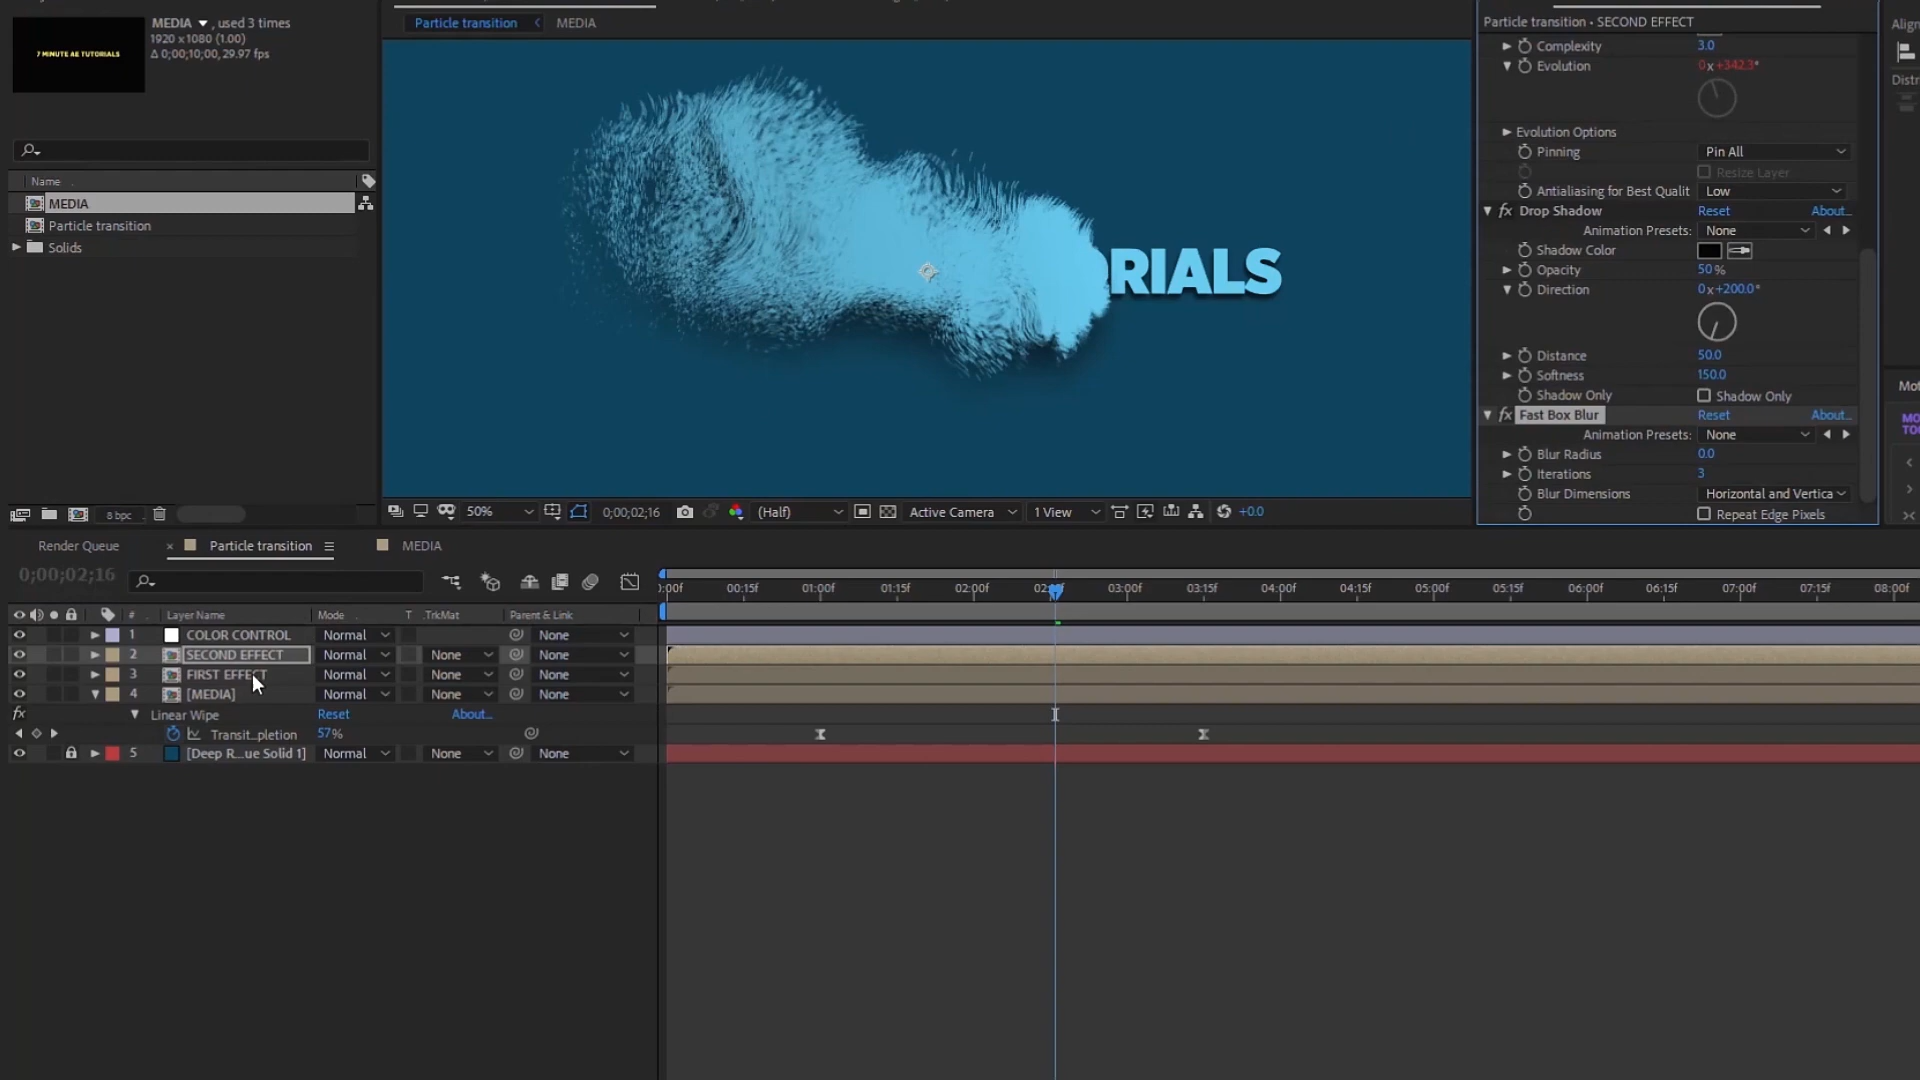 MEDIA , used 3 times
1920 x 1080 (1.00)
Δ 0;00;10;00, 29.97 fps
7 MINUTE AE TUTORIALS
Name
MEDIA
Particle transition
Solids
8 bpc
Particle transition
MEDIA
ORIALS
50%
0;00;02;16
(Half)
Active Camera
1 View
+0.0
Particle transition • SECOND EFFECT
Complexity 3.0
Evolution 0x+342.3°
Evolution Options
Pinning Pin All
Resize Layer
Antialiasing for Best Qualit Low
fx Drop Shadow Reset About...
Animation Presets: None
Shadow Color
Opacity 50%
Direction 0x+200.0°
Distance 50.0
Softness 150.0
Shadow Only Shadow Only
fx Fast Box Blur Reset About...
Animation Presets: None
Blur Radius 0.0
Iterations 3
Blur Dimensions Horizontal and Vertica
Repeat Edge Pixels
Align
Distr
Mot
Render Queue
Particle transition
MEDIA
0;00;02;16
# Layer Name Mode T .TrkMat Parent & Link
1 COLOR CONTROL Normal None
2 SECOND EFFECT Normal None None
3 FIRST EFFECT Normal None None
4 [MEDIA] Normal None None
fx Linear Wipe Reset About...
Transit...pletion 57%
5 [Deep R...ue Solid 1] Normal None None
:00f 00:15f 01:00f 01:15f 02:00f 03:00f 03:15f 04:00f 04:15f 05:00f 05:15f 06:00f 06:15f 07:00f 07:15f 08:00f